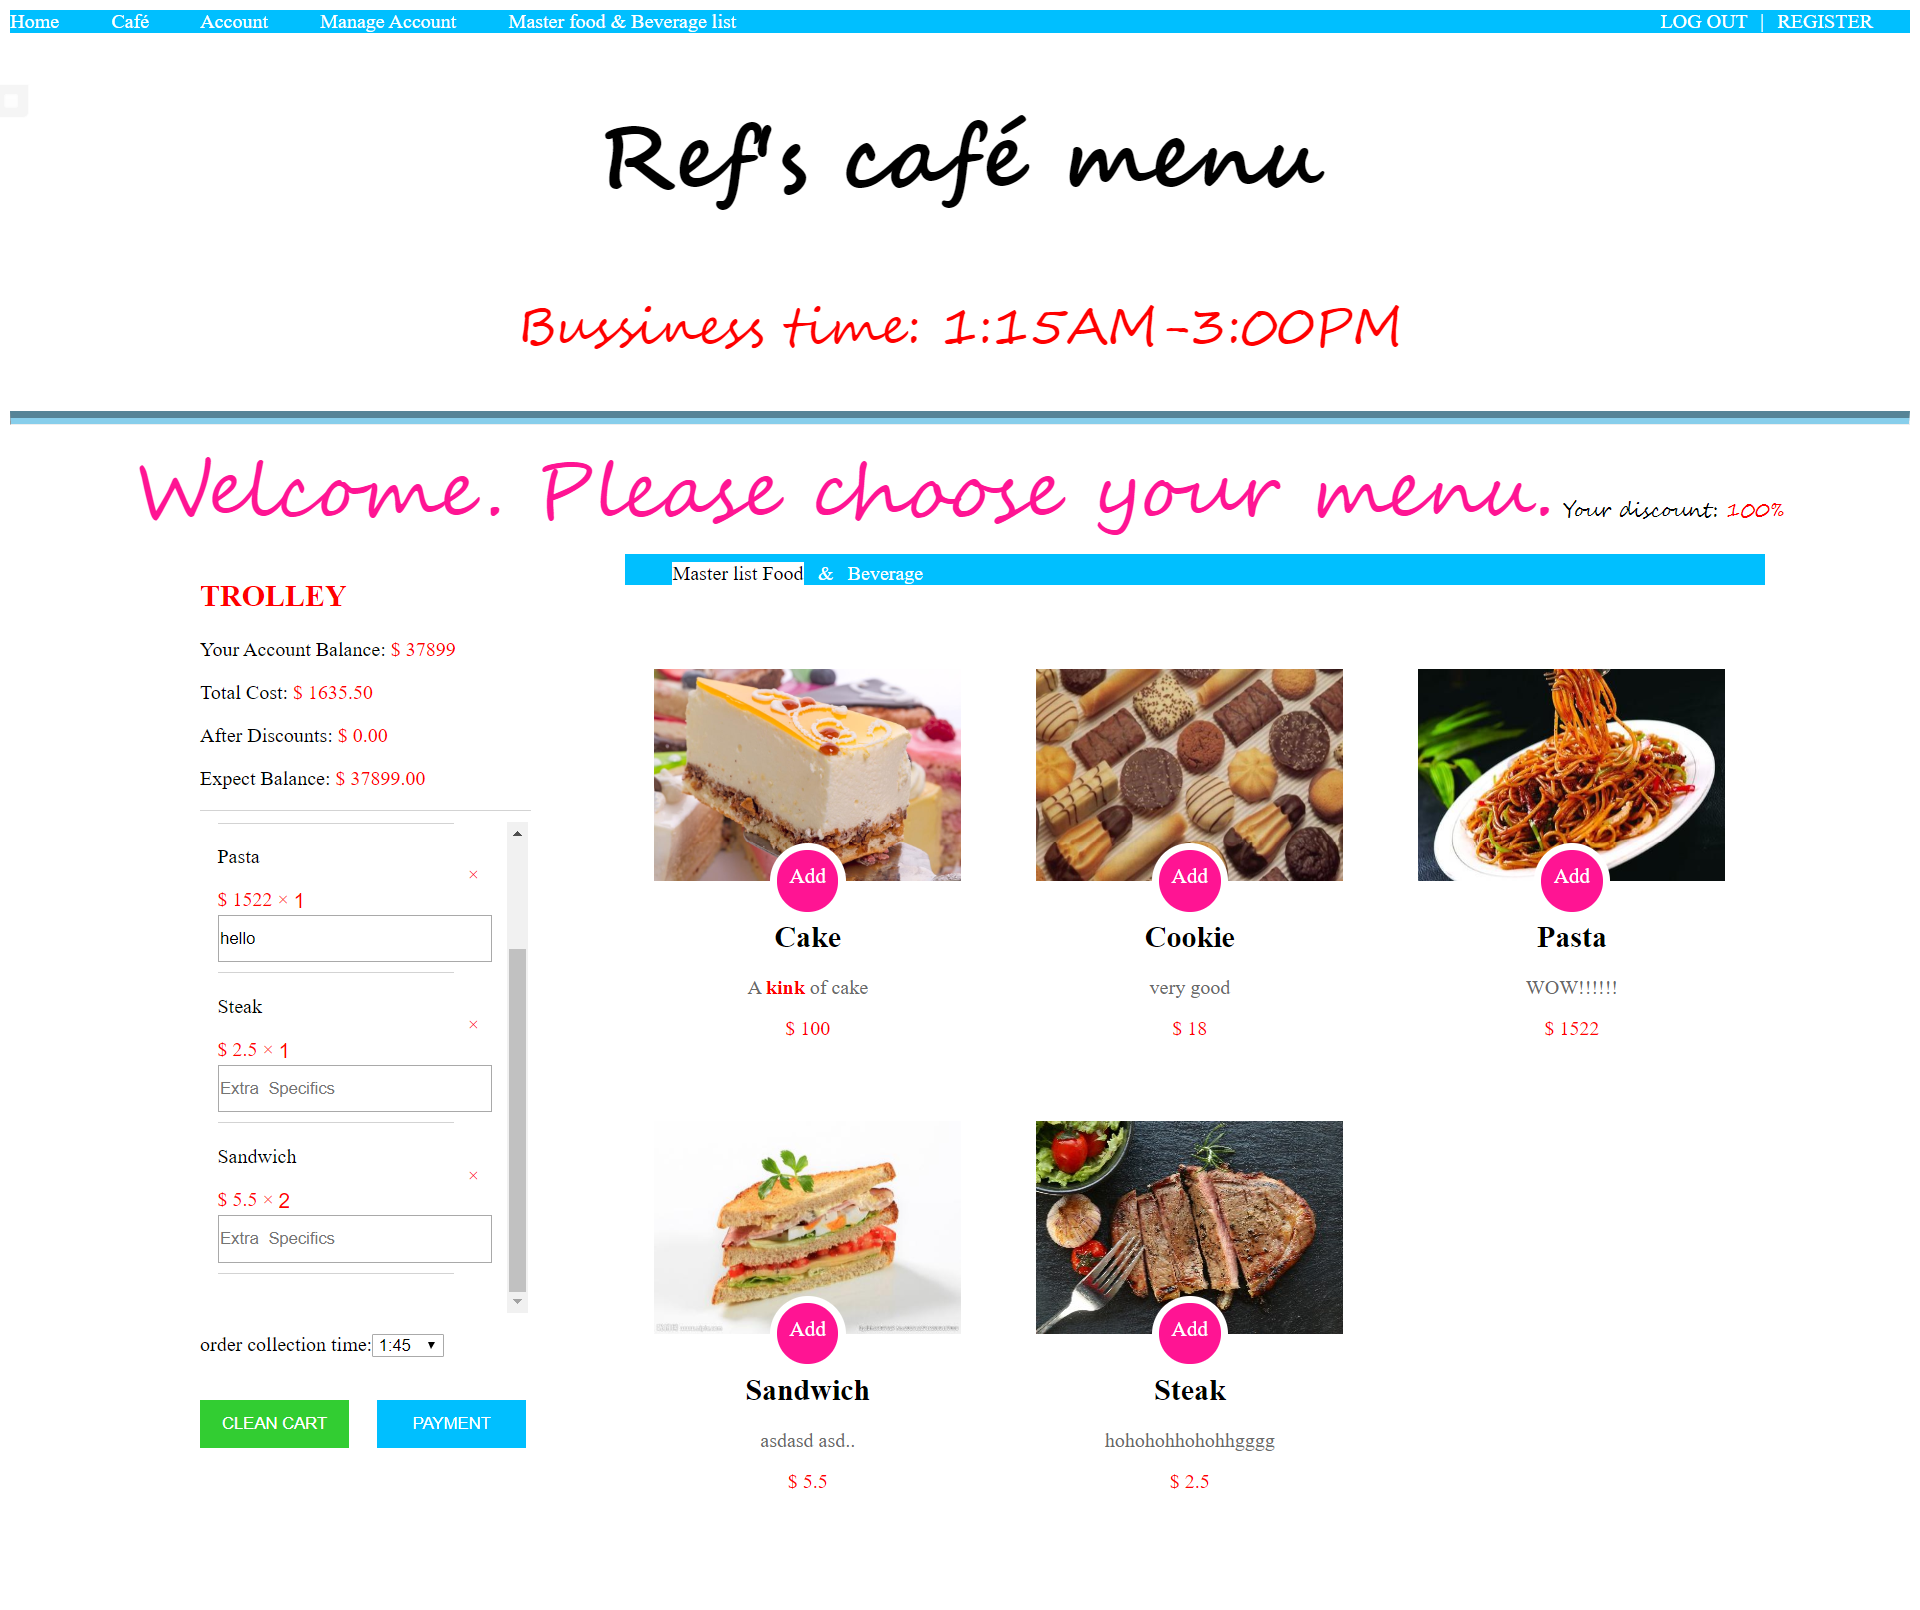 Home Café Account Manage Account Master food & Beverage list LOG OUT | REGISTER
Ref's café menu
Bussiness time: 1:15AM-3:00PM
Welcome. Please choose your menu. Your discount: 100%
Master list Food & Beverage
TROLLEY
Your Account Balance: $ 37899
Total Cost: $ 1635.50
After Discounts: $ 0.00
Expect Balance: $ 37899.00
Pasta
×
$ 1522 × 1
hello
Steak
×
$ 2.5 × 1
Extra Specifics
Sandwich
×
$ 5.5 × 2
Extra Specifics
order collection time: 1:45
CLEAN CART PAYMENT
Add Add Add
Cake Cookie Pasta
A kink of cake very good WOW!!!!!!
$ 100 $ 18 $ 1522
Add Add
Sandwich Steak
asdasd asd.. hohohohhohohhgggg
$ 5.5 $ 2.5